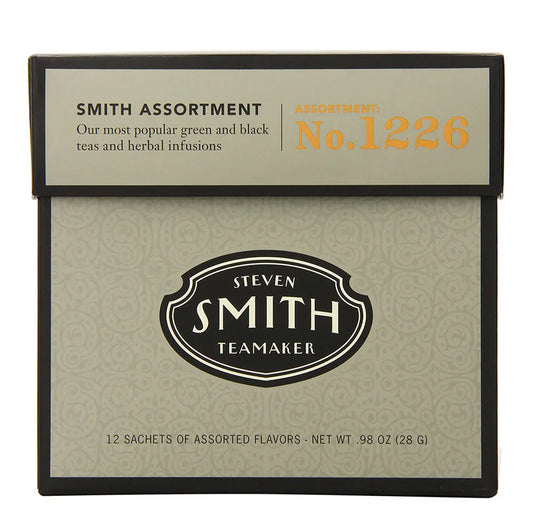 SMITH ASSORTMENT
Our most popular green and black
teas and herbal infusions
ASSORTMENT:
No.1226
STEVEN
SMITH
TEAMAKER
12 SACHETS OF ASSORTED FLAVORS - NET WT .98 OZ (28 G)